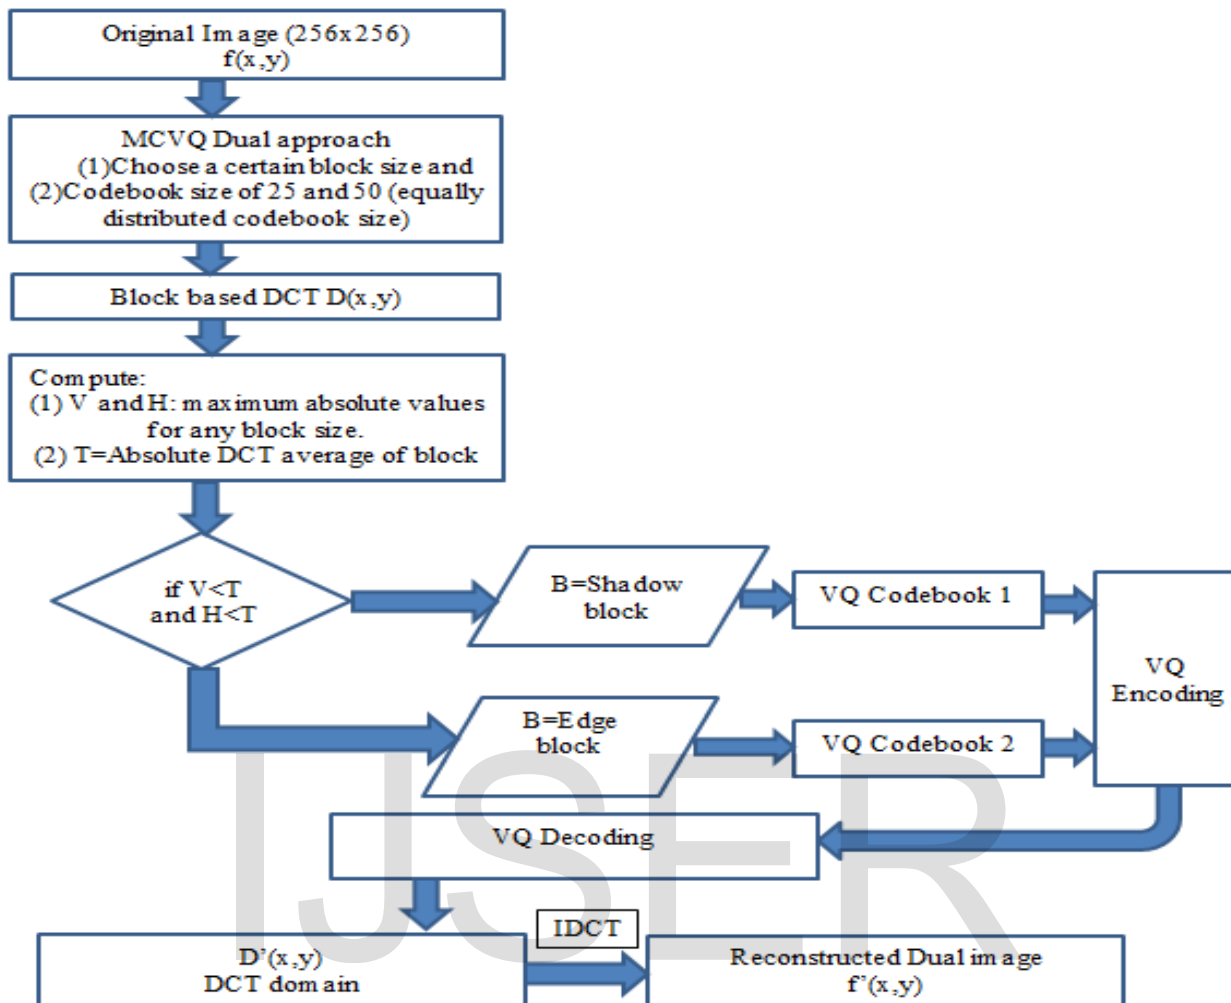 Original Image (256x256)
f(x,y)
MCVQ Dual approach
(1)Choose a certain block size and
(2)Codebook size of 25 and 50 (equally
distributed codebook size)
Block based DCT D(x,y)
Compute:
(1) V and H: maximum absolute values
for any block size.
(2) T=Absolute DCT average of block
if V<T
and H<T
B=Shadow
block
VQ Codebook 1
VQ
Encoding
B=Edge
block
VQ Codebook 2
VQ Decoding
IDCT
D'(x,y)
DCT domain
Reconstructed Dual image
f'(x,y)
IJSER